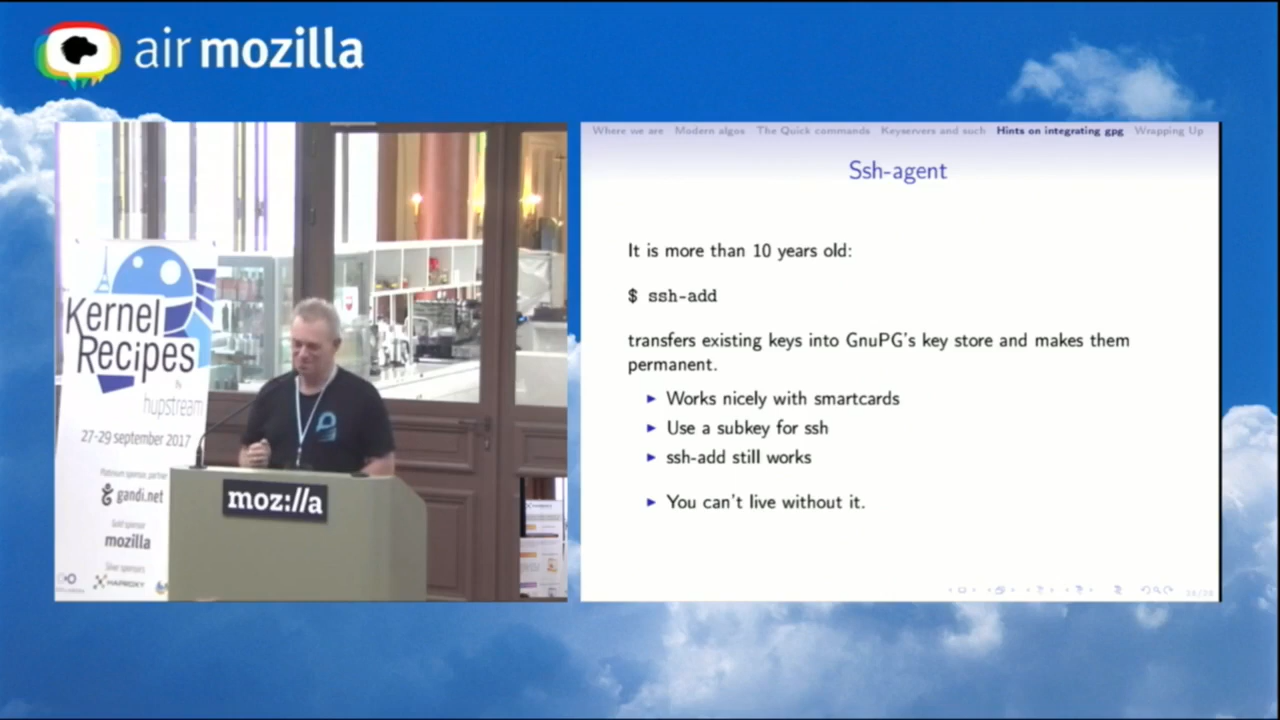 air mozilla
Kernel
Recipes
hupstream
27-29 september 2017
Platinium sponsor, partner
gandi.net
Gold sponsor
mozilla
Silver sponsors
HAPROXY
moz://a
Where we are Modern algos The Quick commands Keyservers and such Hints on integrating gpg Wrapping Up
Ssh-agent
It is more than 10 years old:
$ ssh-add
transfers existing keys into GnuPG's key store and makes them
permanent.
Works nicely with smartcards
Use a subkey for ssh
ssh-add still works
You can't live without it.